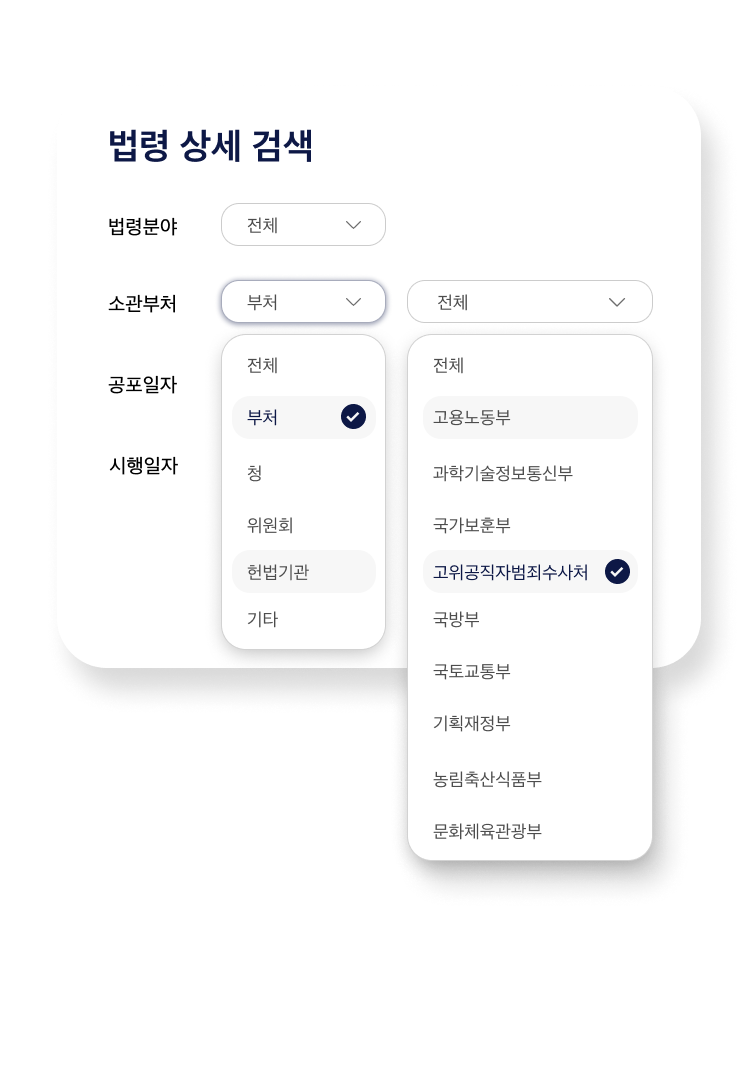 법령 상세 검색
법령분야
전체
소관부처
부처
전체
공포일자
시행일자
전체
부처
청
위원회
헌법기관
기타
전체
고용노동부
과학기술정보통신부
국가보훈부
고위공직자범죄수사처
국방부
국토교통부
기획재정부
농림축산식품부
문화체육관광부